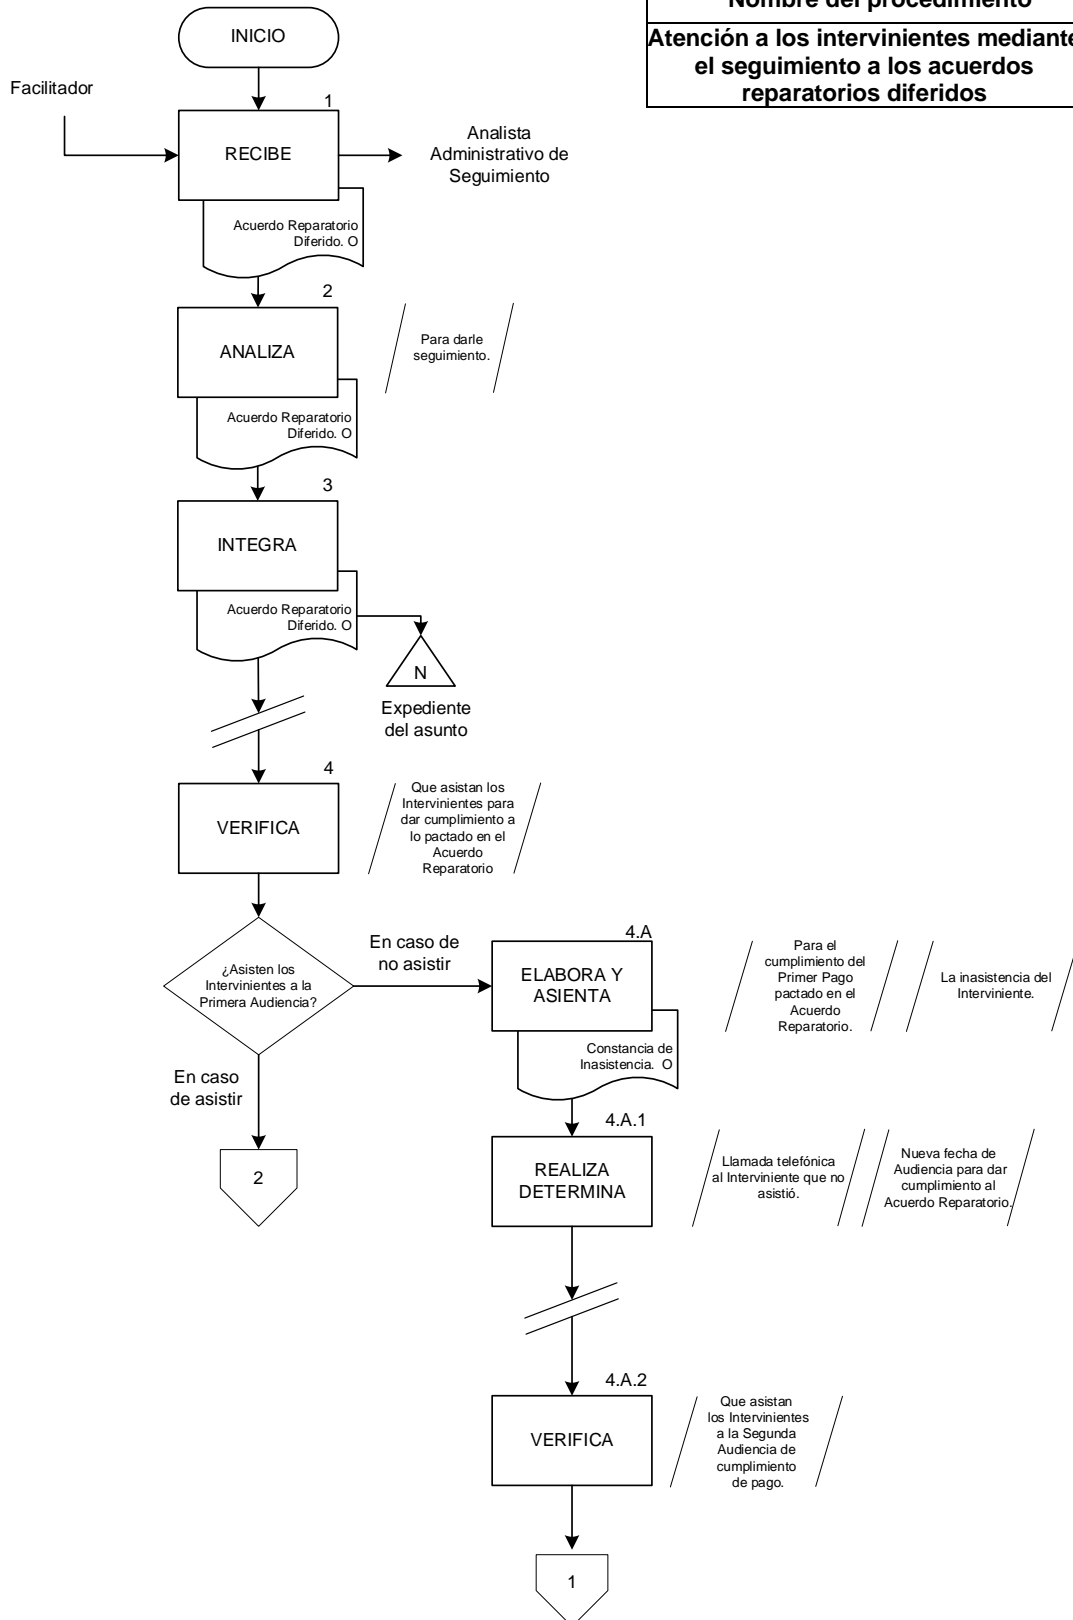 Nombre del procedimiento
Atención a los intervinientes mediante
el seguimiento a los acuerdos
reparatorios diferidos
INICIO
Facilitador
1
RECIBE
Analista
Administrativo de
Seguimiento
Acuerdo Reparatorio
Diferido. O
2
ANALIZA
Para darle
seguimiento.
Acuerdo Reparatorio
Diferido. O
3
INTEGRA
Acuerdo Reparatorio
Diferido. O
N
Expediente
del asunto
4
VERIFICA
Que asistan los
Intervinientes para
dar cumplimiento a
lo pactado en el
Acuerdo
Reparatorio
¿Asisten los
Intervinientes a la
Primera Audiencia?
En caso de
no asistir
4.A
ELABORA Y
ASIENTA
Para el
cumplimiento del
Primer Pago
pactado en el
Acuerdo
Reparatorio.
La inasistencia del
Interviniente.
Constancia de
Inasistencia. O
En caso
de asistir
2
4.A.1
REALIZA
DETERMINA
Llamada telefónica
al Interviniente que no
asistió.
Nueva fecha de
Audiencia para dar
cumplimiento al
Acuerdo Reparatorio.
4.A.2
VERIFICA
Que asistan
los Intervinientes
a la Segunda
Audiencia de
cumplimiento
de pago.
1